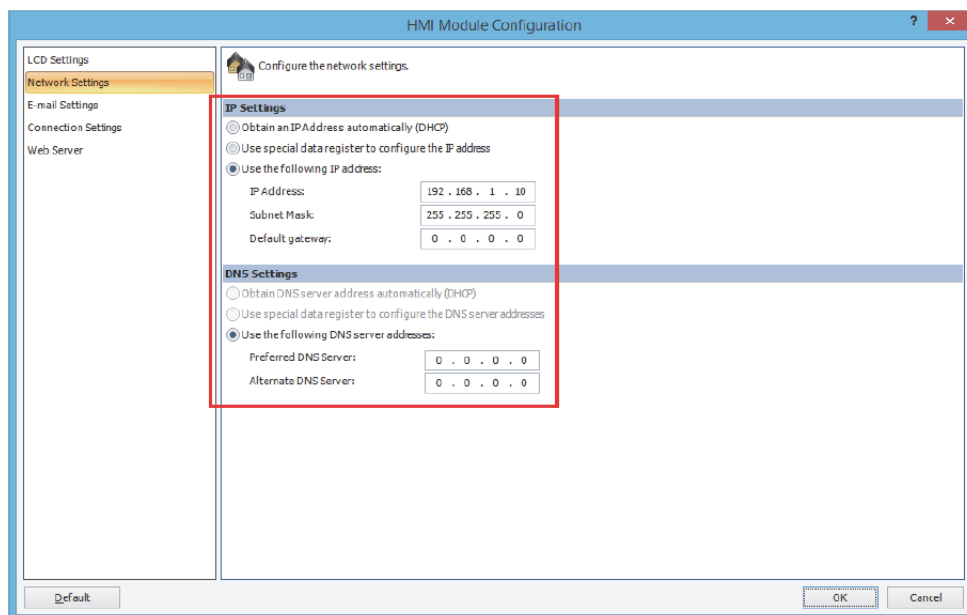 HMI Module Configuration
? ×
LCD Settings
Network Settings
E-mail Settings
Connection Settings
Web Server
Configure the network settings.
IP Settings
Obtain an IP Address automatically (DHCP)
Use special data register to configure the IP address
Use the following IP address:
IP Address: 192 . 168 . 1 . 10
Subnet Mask: 255 . 255 . 255 . 0
Default gateway: 0 . 0 . 0 . 0
DNS Settings
Obtain DNS server address automatically (DHCP)
Use special data register to configure the DNS server addresses
Use the following DNS server addresses:
Preferred DNS Server: 0 . 0 . 0 . 0
Alternate DNS Server: 0 . 0 . 0 . 0
Default OK Cancel